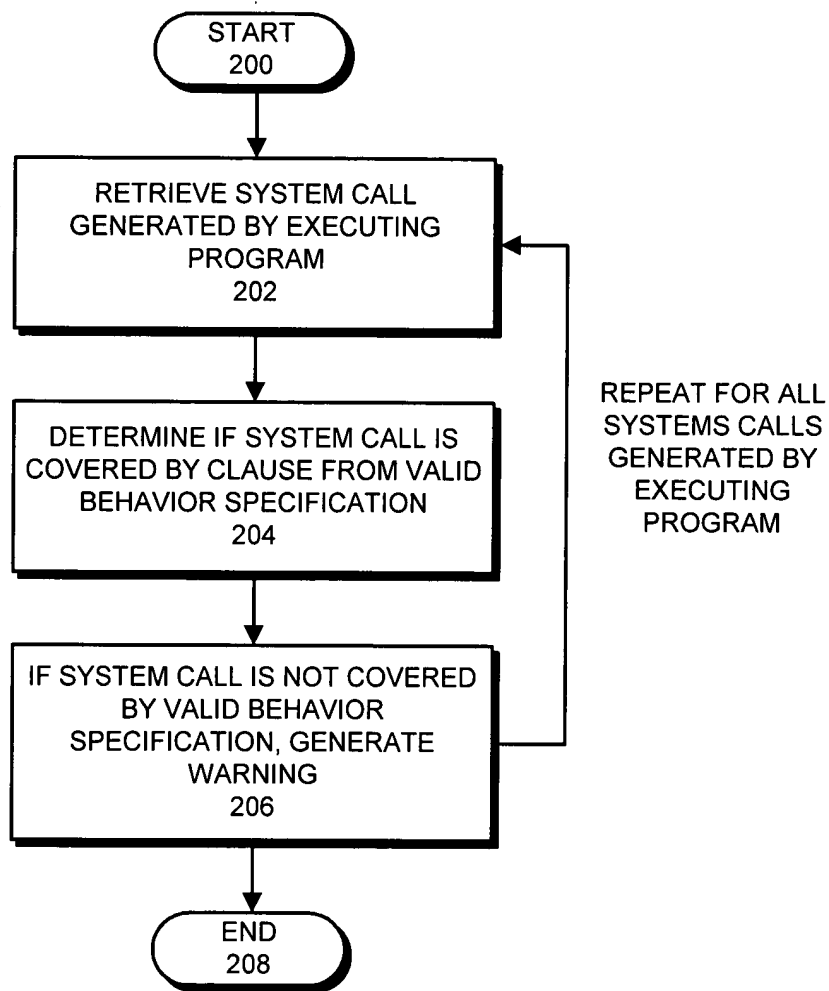 START
200
RETRIEVE SYSTEM CALL
GENERATED BY EXECUTING
PROGRAM
202
DETERMINE IF SYSTEM CALL IS
COVERED BY CLAUSE FROM VALID
BEHAVIOR SPECIFICATION
204
IF SYSTEM CALL IS NOT COVERED
BY VALID BEHAVIOR
SPECIFICATION, GENERATE
WARNING
206
REPEAT FOR ALL
SYSTEMS CALLS
GENERATED BY
EXECUTING
PROGRAM
END
208